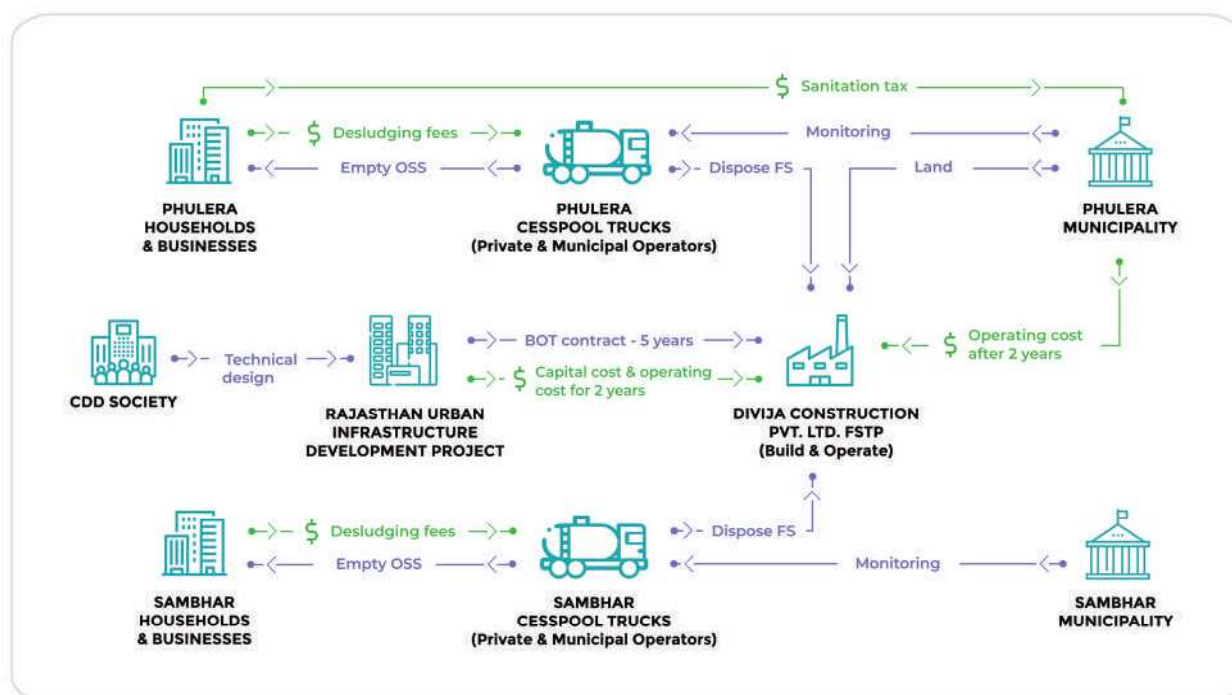 $ Sanitation tax
$ Desludging fees
Monitoring
Empty OSS
Dispose FS
Land
PHULERA
HOUSEHOLDS
& BUSINESSES
PHULERA
CESSPOOL TRUCKS
(Private & Municipal Operators)
PHULERA
MUNICIPALITY
Technical
design
BOT contract - 5 years
$ Capital cost & operating
cost for 2 years
$ Operating cost
after 2 years
CDD SOCIETY
RAJASTHAN URBAN
INFRASTRUCTURE
DEVELOPMENT PROJECT
DIVIJA CONSTRUCTION
PVT. LTD. FSTP
(Build & Operate)
$ Desludging fees
Dispose FS
Empty OSS
Monitoring
SAMBHAR
HOUSEHOLDS
& BUSINESSES
SAMBHAR
CESSPOOL TRUCKS
(Private & Municipal Operators)
SAMBHAR
MUNICIPALITY